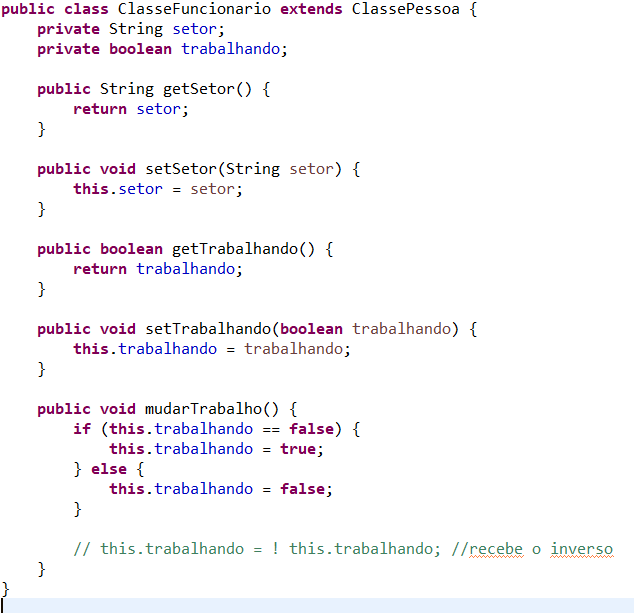 public class ClasseFuncionario extends ClassePessoa {
    private String setor;
    private boolean trabalhando;

    public String getSetor() {
        return setor;
    }

    public void setSetor(String setor) {
        this.setor = setor;
    }

    public boolean getTrabalhando() {
        return trabalhando;
    }

    public void setTrabalhando(boolean trabalhando) {
        this.trabalhando = trabalhando;
    }

    public void mudarTrabalho() {
        if (this.trabalhando == false) {
            this.trabalhando = true;
        } else {
            this.trabalhando = false;
        }

        // this.trabalhando = ! this.trabalhando; //recebe o inverso
    }
}